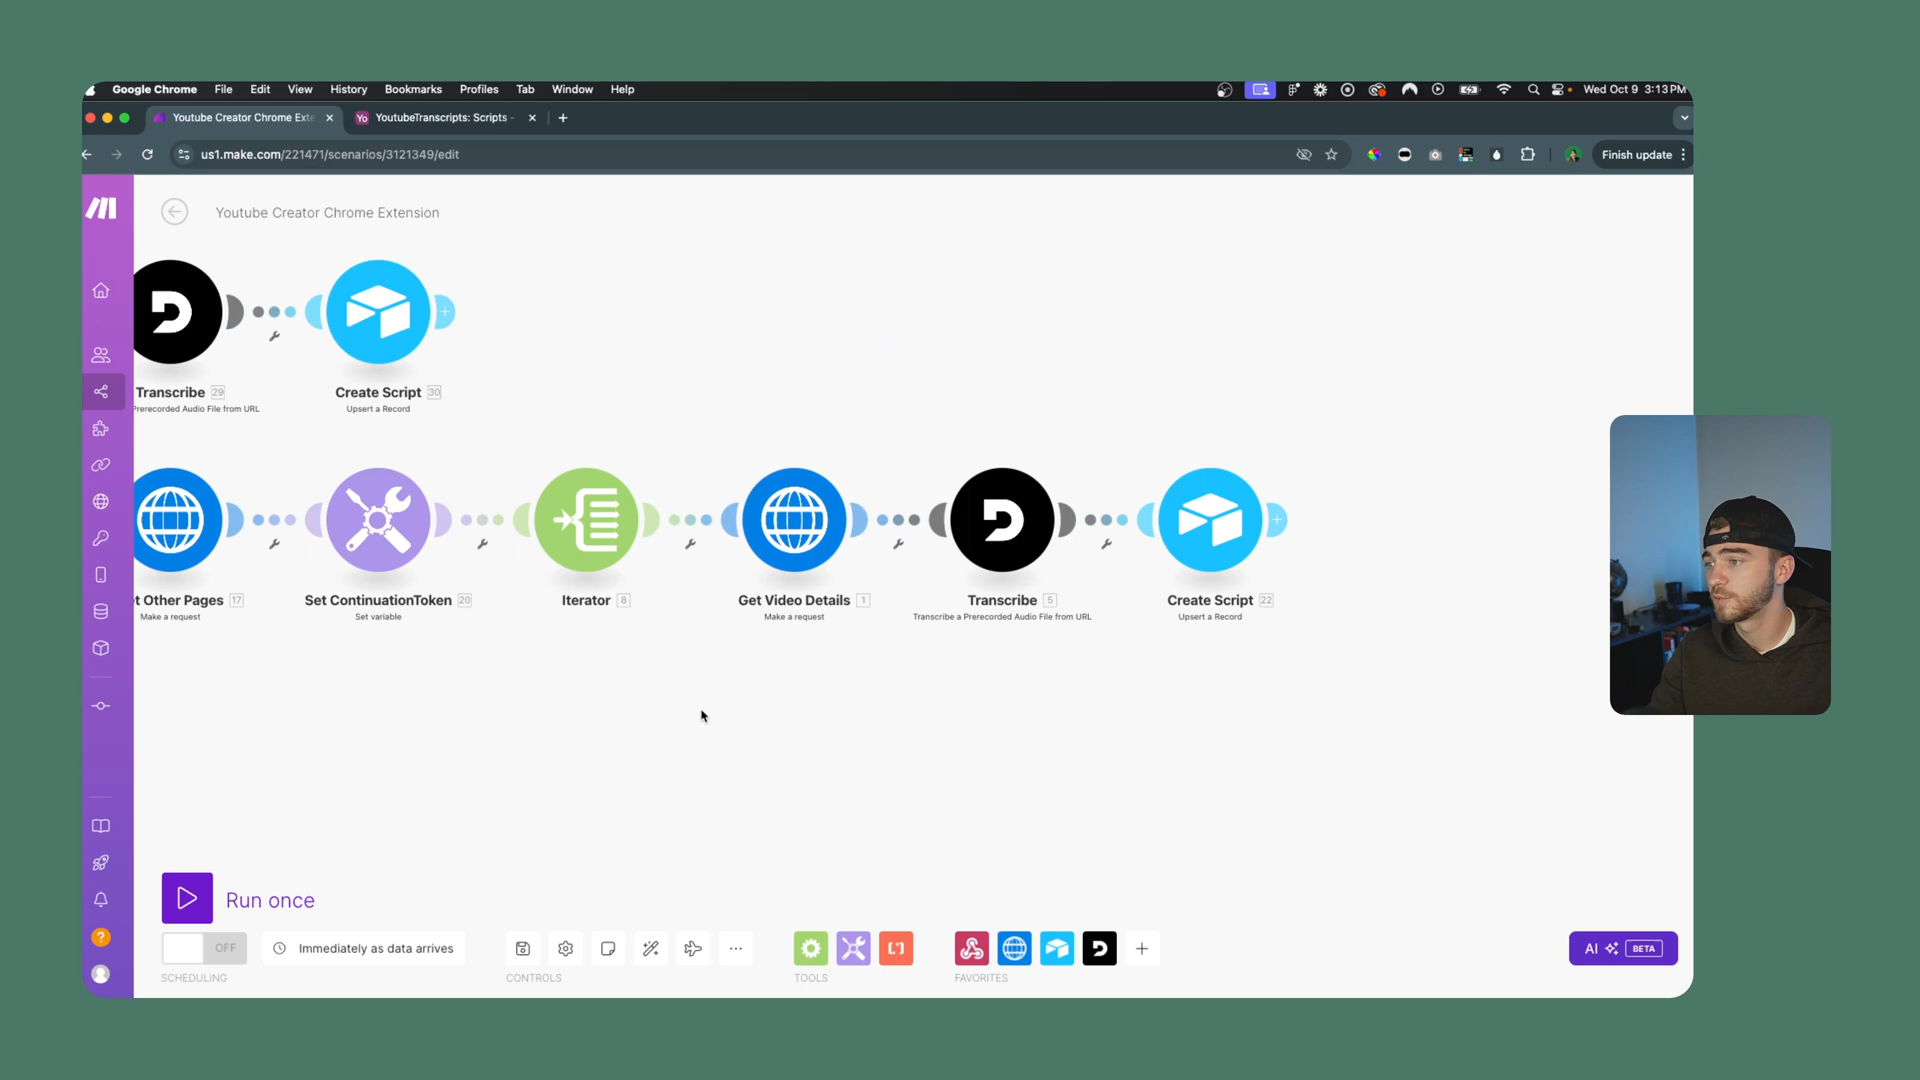 Google Chrome File Edit View History Bookmarks Profiles Tab Window Help Wed Oct 9 3:13 PM
Youtube Creator Chrome Exte
Yo YoutubeTranscripts: Scripts -
us1.make.com/221471/scenarios/3121349/edit
Finish update
Youtube Creator Chrome Extension
Transcribe 29
Prerecorded Audio File from URL
Create Script 30
Upsert a Record
t Other Pages 17
Make a request
Set ContinuationToken 20
Set variable
Iterator 8
Get Video Details 1
Make a request
Transcribe 5
Transcribe a Prerecorded Audio File from URL
Create Script 22
Upsert a Record
Run once
OFF
Immediately as data arrives
AI BETA
SCHEDULING
CONTROLS
TOOLS
FAVORITES